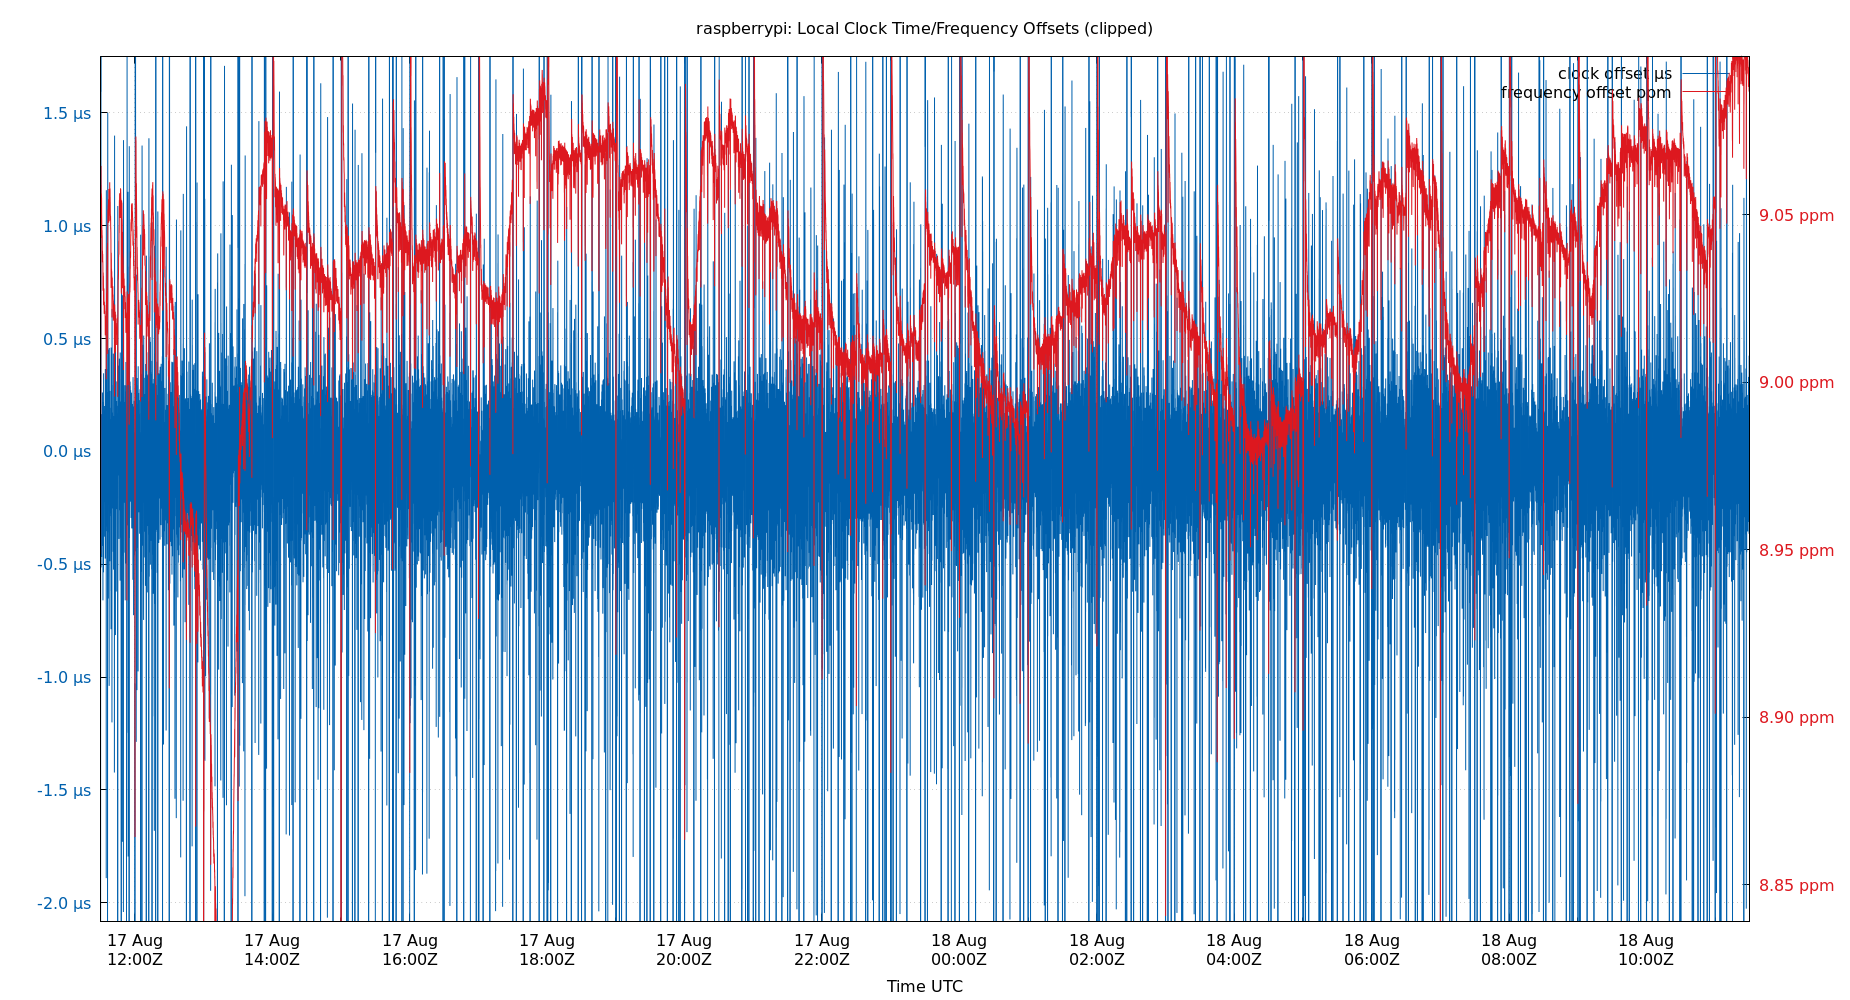 raspberrypi: Local Clock Time/Frequency Offsets (clipped)
clock offset µs
frequency offset ppm
1.5 µs
1.0 µs
0.5 µs
0.0 µs
-0.5 µs
-1.0 µs
-1.5 µs
-2.0 µs
9.05 ppm
9.00 ppm
8.95 ppm
8.90 ppm
8.85 ppm
17 Aug 17 Aug 17 Aug 17 Aug 17 Aug 17 Aug 18 Aug 18 Aug 18 Aug 18 Aug 18 Aug 18 Aug
12:00Z 14:00Z 16:00Z 18:00Z 20:00Z 22:00Z 00:00Z 02:00Z 04:00Z 06:00Z 08:00Z 10:00Z
Time UTC